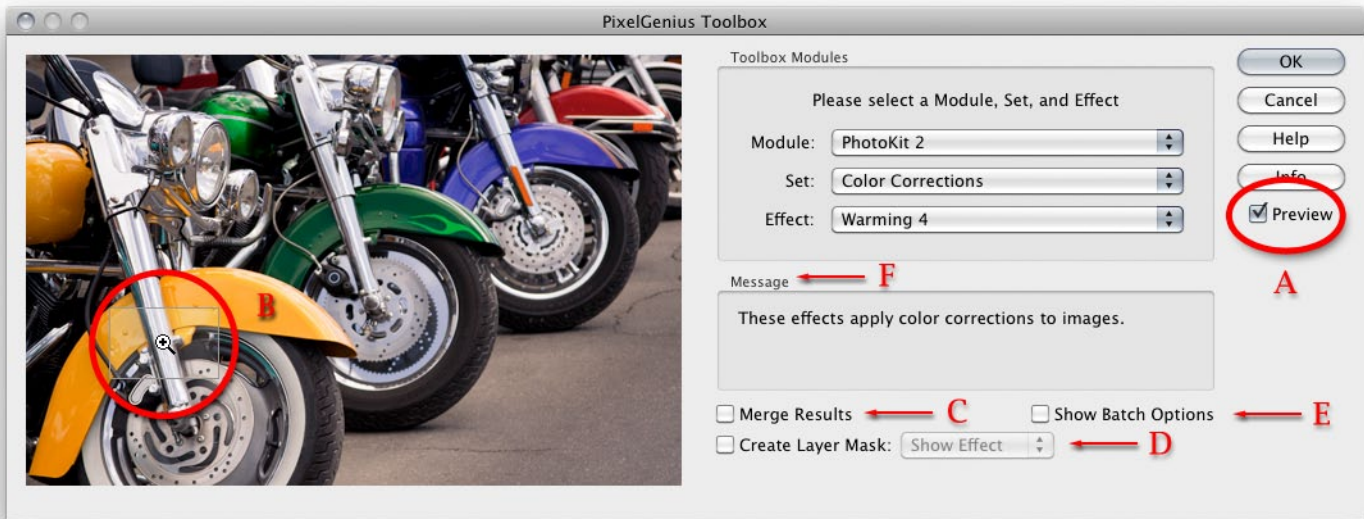 PixelGenius Toolbox
Toolbox Modules
Please select a Module, Set, and Effect
Module: PhotoKit 2
Set: Color Corrections
Effect: Warming 4
OK
Cancel
Help
Info
Preview
A
B
Message F
These effects apply color corrections to images.
Merge Results C
Show Batch Options E
Create Layer Mask: Show Effect D